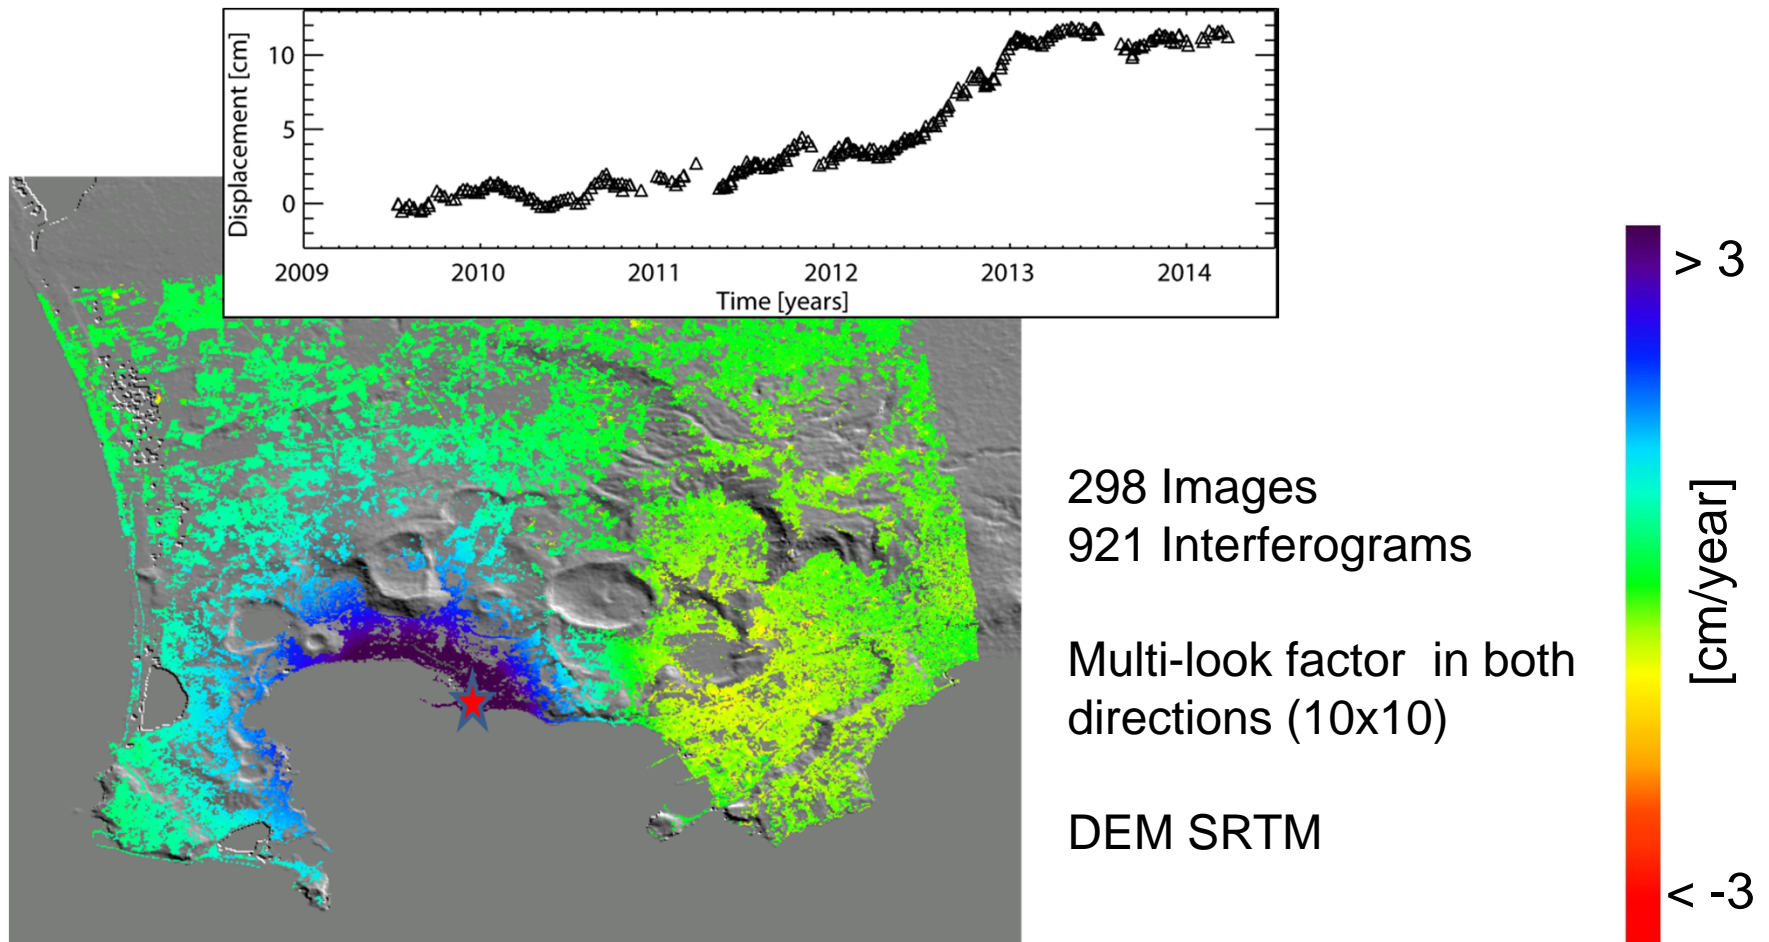 Displacement [cm]
10
5
0
2009 2010 2011 2012 2013 2014
Time [years]
298 Images
921 Interferograms
Multi-look factor in both
directions (10x10)
DEM SRTM
> 3
[cm/year]
< -3